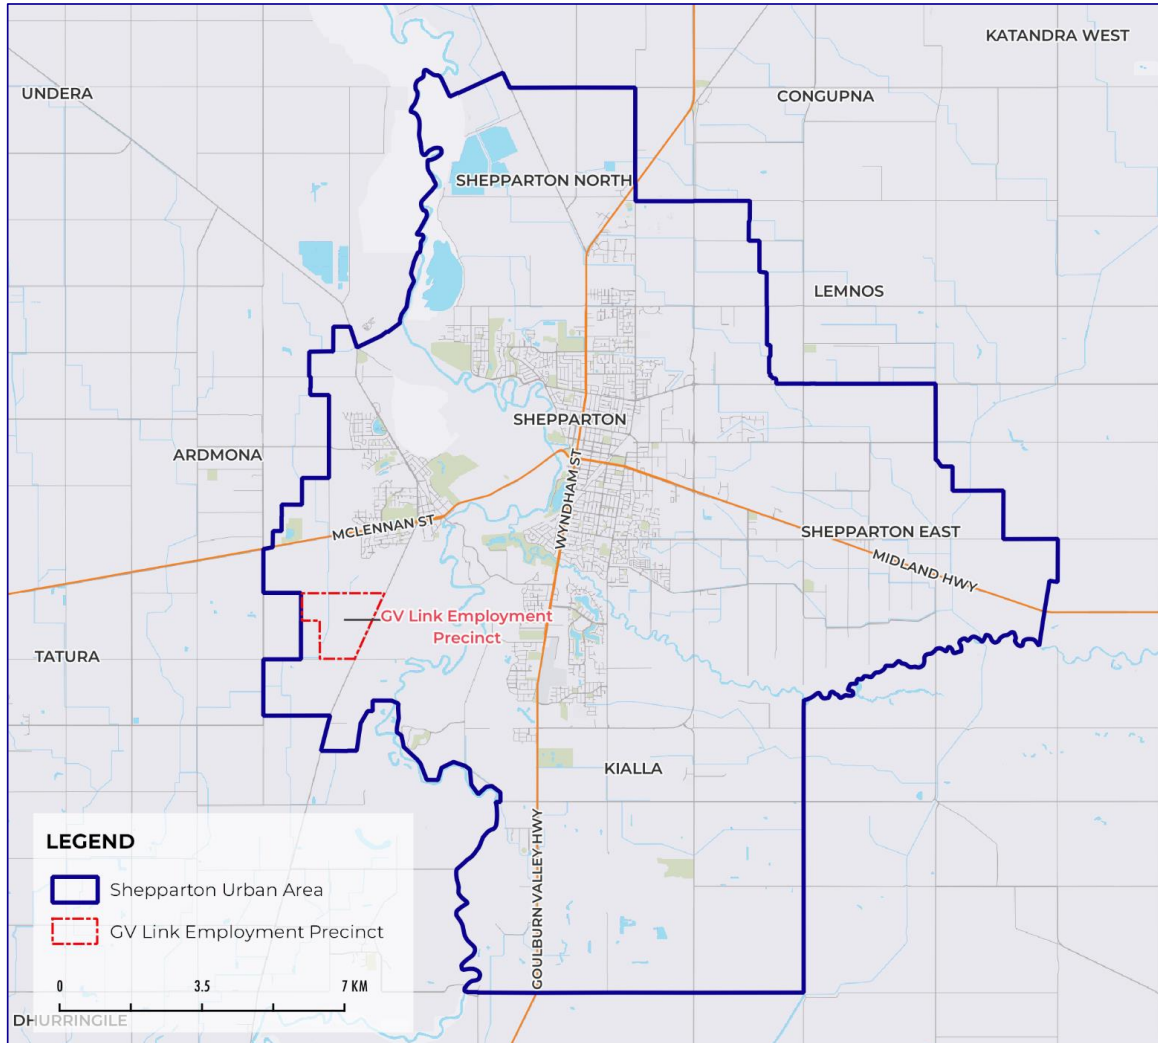 KATANDRA WEST
UNDERA
CONGUPNA
SHEPPARTON NORTH
LEMNOS
SHEPPARTON
ARDMONA
WYNDHAM ST
MCLENNAN ST
SHEPPARTON EAST
MIDLAND HWY
GV Link Employment
Precinct
TATURA
KIALLA
GOULBURN VALLEY HWY
LEGEND
Shepparton Urban Area
GV Link Employment Precinct
0 3.5 7 KM
DHURRINGILE